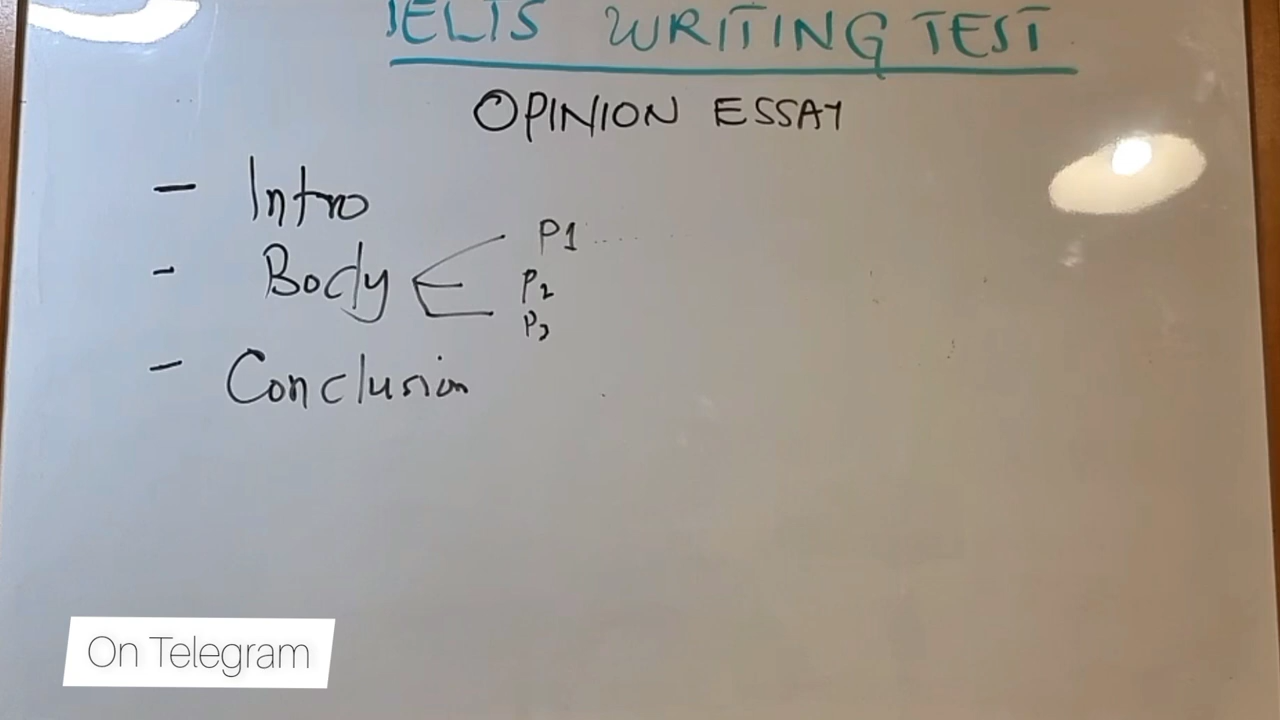 IELTS WRITING TEST
OPINION ESSAY
- Intro
- Body
P1 ....
P2
P3
- Conclusion
On Telegram